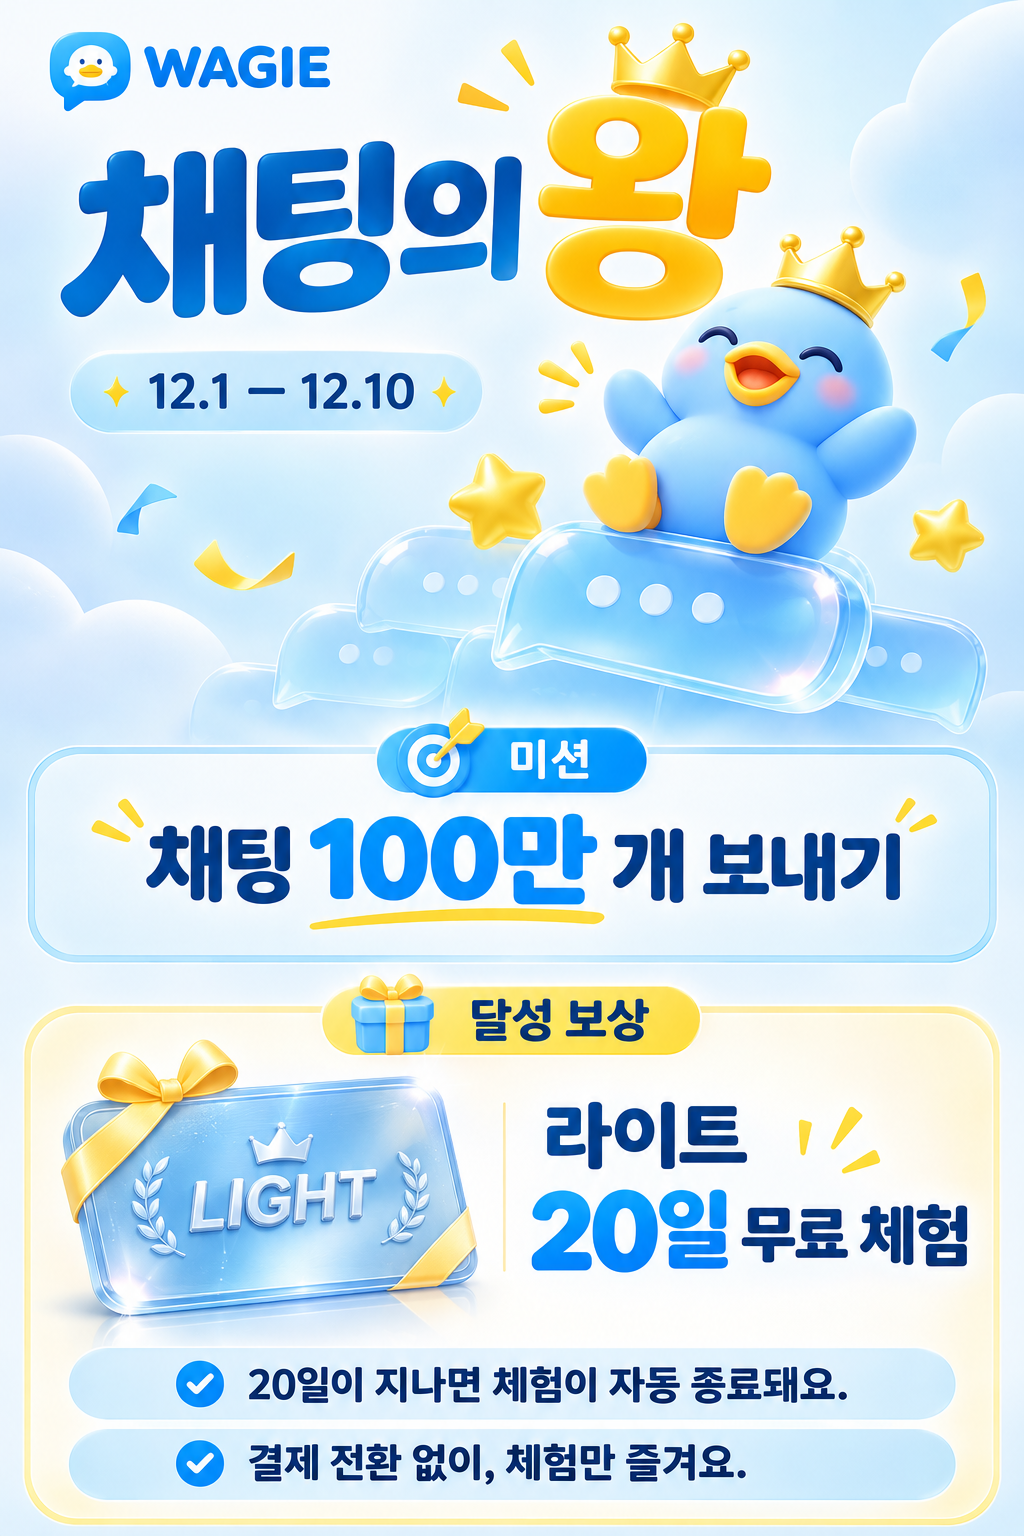 WAGIE
채팅의 왕
12.1 — 12.10
미션
채팅 100만 개 보내기
달성 보상
LIGHT
라이트
20일 무료 체험
20일이 지나면 체험이 자동 종료돼요.
결제 전환 없이, 체험만 즐겨요.